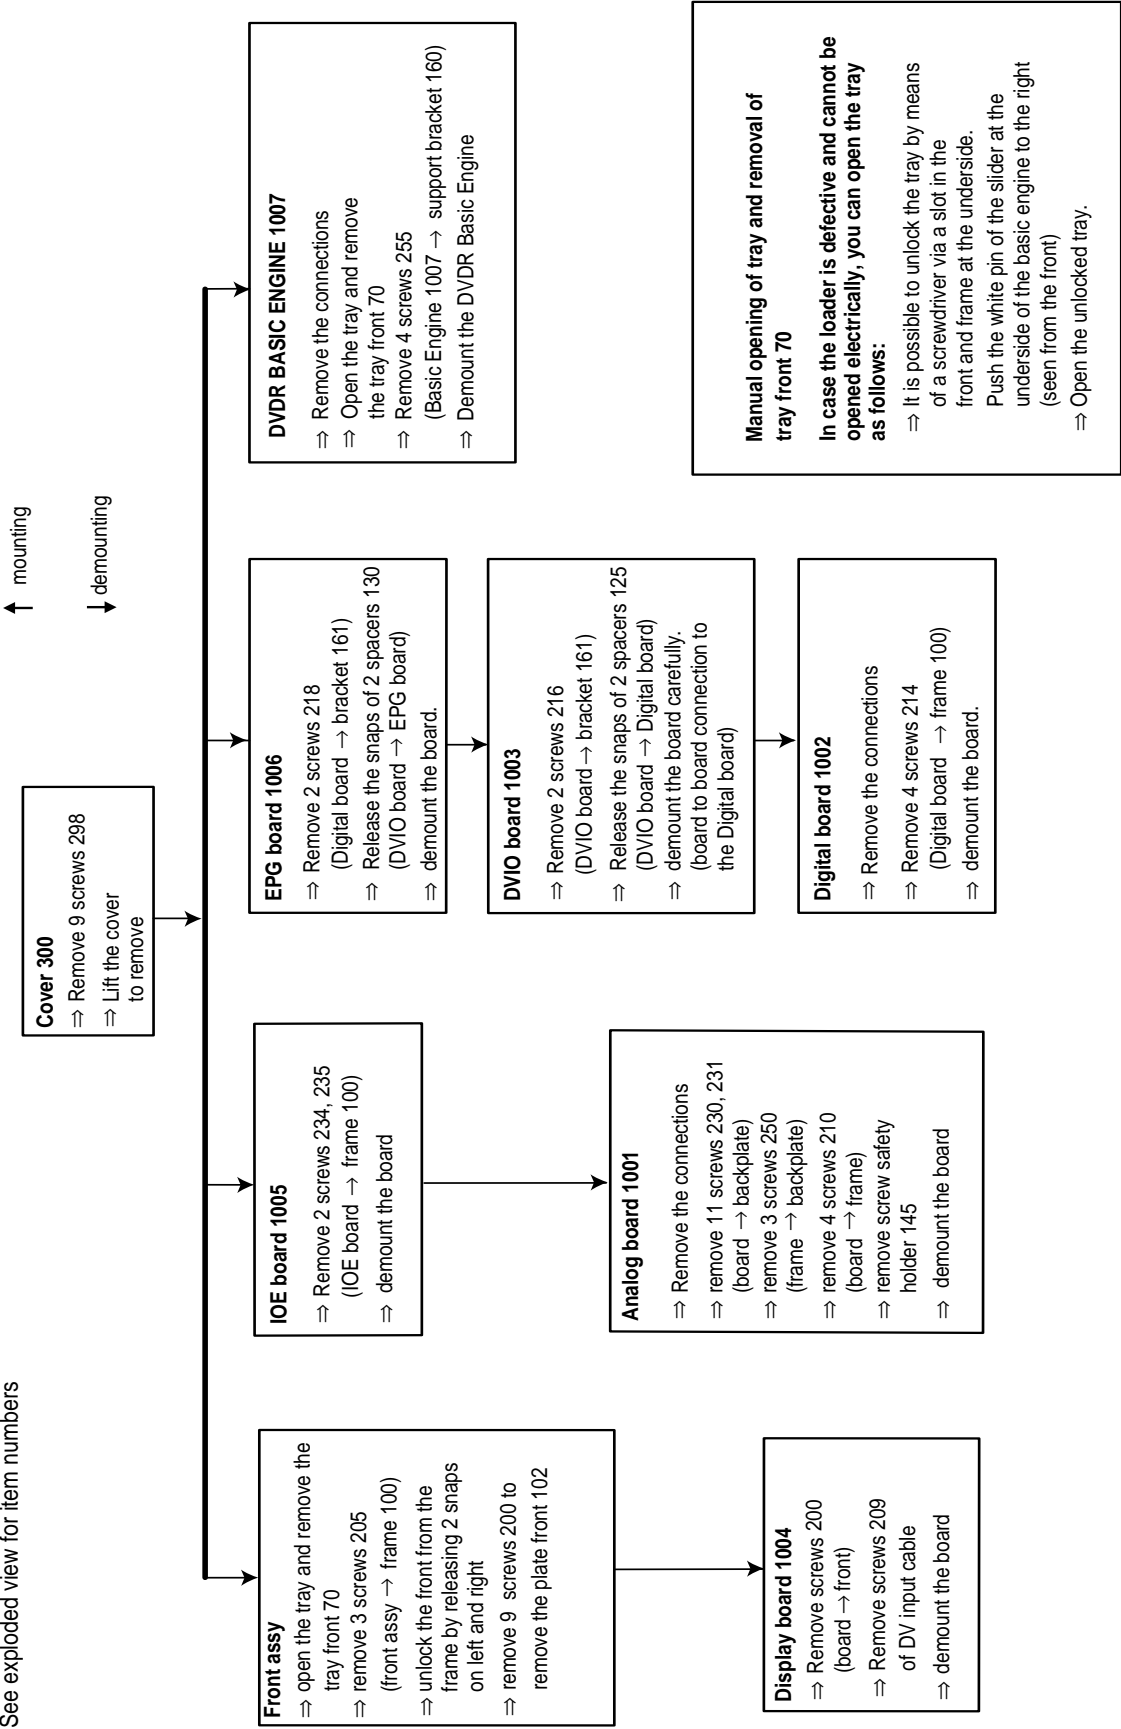 See exploded view for item numbers
↑ mounting
↓ demounting
Cover 300
⇒ Remove 9 screws 298
⇒ Lift the cover
to remove
Front assy
⇒ open the tray and remove the
tray front 70
⇒ remove 3 screws 205
(front assy → frame 100)
⇒ unlock the front from the
frame by releasing 2 snaps
on left and right
⇒ remove 9 screws 200 to
remove the plate front 102
Display board 1004
⇒ Remove screws 200
(board → front)
⇒ Remove screws 209
of DV input cable
⇒ demount the board
IOE board 1005
⇒ Remove 2 screws 234, 235
(IOE board → frame 100)
⇒ demount the board
Analog board 1001
⇒ Remove the connections
⇒ remove 11 screws 230, 231
(board → backplate)
⇒ remove 3 screws 250
(frame → backplate)
⇒ remove 4 screws 210
(board → frame)
⇒ remove screw safety
holder 145
⇒ demount the board
EPG board 1006
⇒ Remove 2 screws 218
(Digital board → bracket 161)
⇒ Release the snaps of 2 spacers 130
(DVIO board → EPG board)
⇒ demount the board.
DVIO board 1003
⇒ Remove 2 screws 216
(DVIO board → bracket 161)
⇒ Release the snaps of 2 spacers 125
(DVIO board → Digital board)
⇒ demount the board carefully.
(board to board connection to
the Digital board)
Digital board 1002
⇒ Remove the connections
⇒ Remove 4 screws 214
(Digital board → frame 100)
⇒ demount the board.
DVDR BASIC ENGINE 1007
⇒ Remove the connections
⇒ Open the tray and remove
the tray front 70
⇒ Remove 4 screws 255
(Basic Engine 1007 → support bracket 160)
⇒ Demount the DVDR Basic Engine
Manual opening of tray and removal of
tray front 70
In case the loader is defective and cannot be
opened electrically, you can open the tray
as follows:
⇒ It is possible to unlock the tray by means
of a screwdriver via a slot in the
front and frame at the underside.
Push the white pin of the slider at the
underside of the basic engine to the right
(seen from the front)
⇒ Open the unlocked tray.